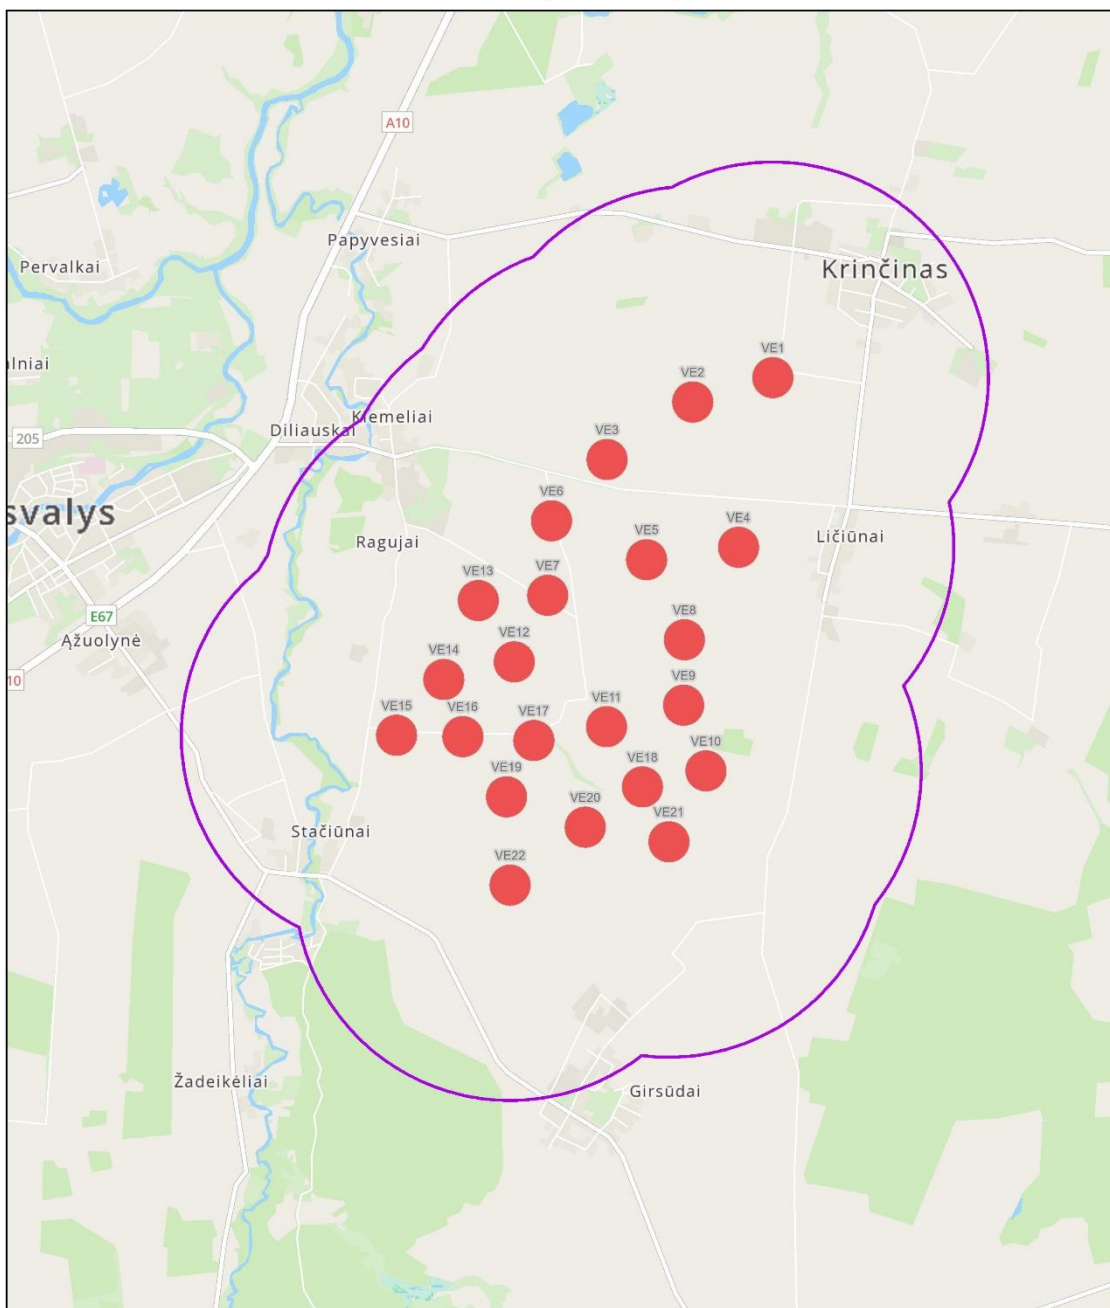 A10
Papyvesiai
Pervalkai
Krinčinas
VE1
alniai
VE2
Kiemeliai
Diliauskai
205
VE3
svalys
VE6
VE4
VE5
Ličiūnai
Ragujai
VE7
VE13
E67
Ąžuolynė
VE8
VE12
VE14
10
VE9
VE15
VE16
VE17
VE11
VE10
VE18
VE19
VE20
VE21
Stačiūnai
VE22
Žadeikėliai
Girsūdai